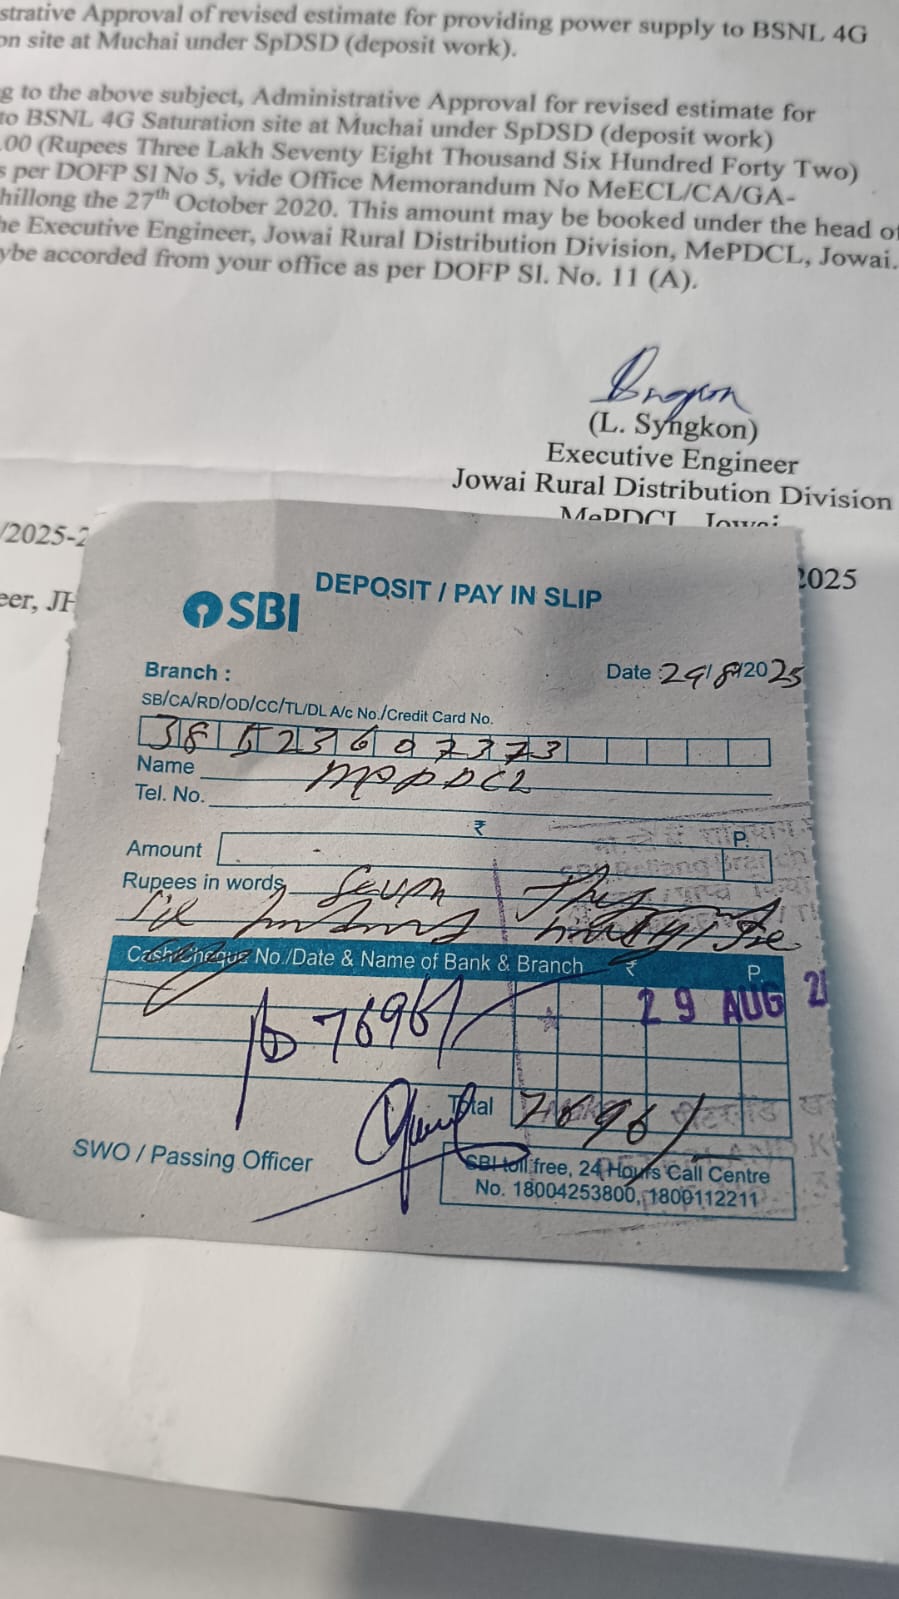 strative Approval of revised estimate for providing power supply to BSNL 4G
on site at Muchai under SpDSD (deposit work).
g to the above subject, Administrative Approval for revised estimate for
to BSNL 4G Saturation site at Muchai under SpDSD (deposit work)
.00 (Rupees Three Lakh Seventy Eight Thousand Six Hundred Forty Two)
s per DOFP Sl No 5, vide Office Memorandum No MeECL/CA/GA-
hillong the 27th October 2020. This amount may be booked under the head of
he Executive Engineer, Jowai Rural Distribution Division, MePDCL, Jowai.
ybe accorded from your office as per DOFP Sl. No. 11 (A).
(L. Syngkon)
Executive Engineer
Jowai Rural Distribution Division
MePDCL, Jowai
/2025-2
2025
eer, JH
SBI
DEPOSIT / PAY IN SLIP
Branch :
Date 29/8/2025
SB/CA/RD/OD/CC/TL/DL A/c No./Credit Card No.
38523607373
Name MePDCL
Tel. No.
₹ P.
Amount
Rupees in words Seven
Six
Cash/Cheque No./Date & Name of Bank & Branch ₹ P.
29 AUG 2
7696/
Total 7696/
SWO / Passing Officer
SBI toll free, 24 Hours Call Centre
No. 18004253800, 1800112211